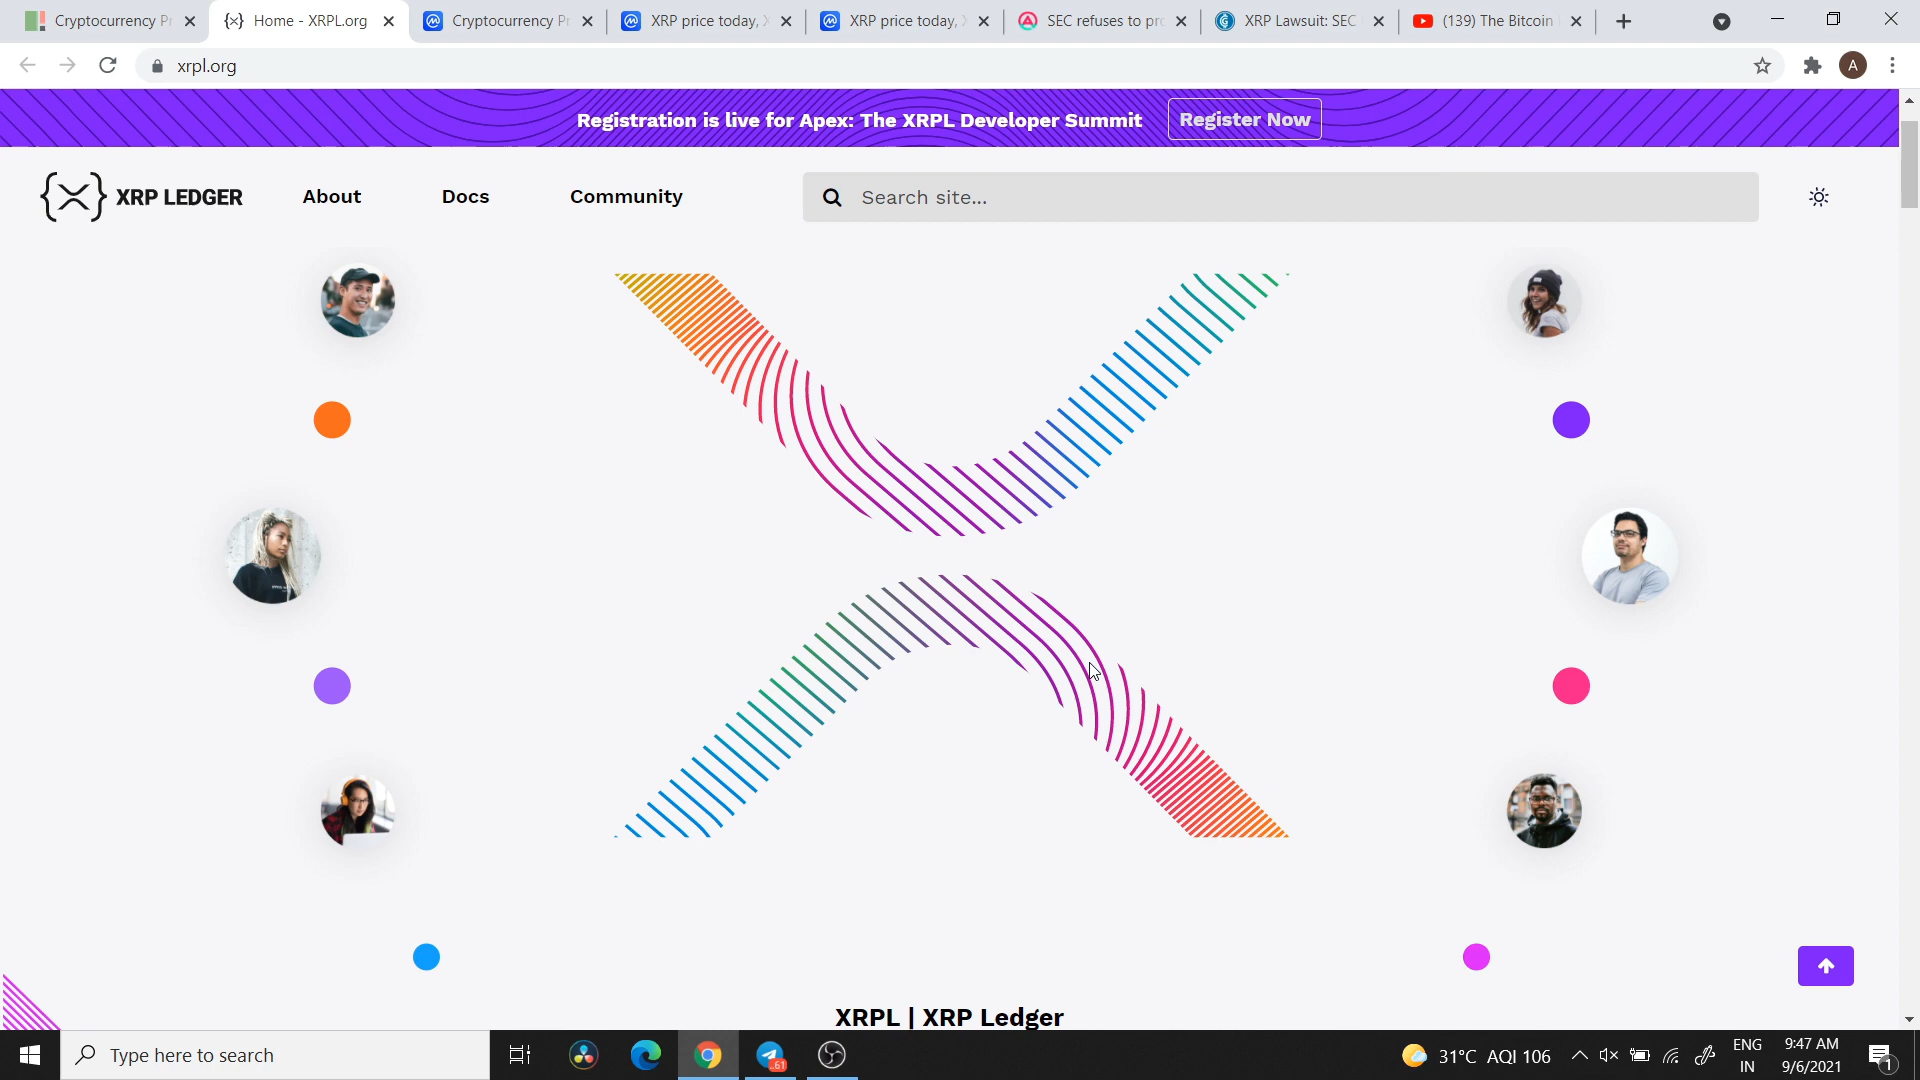 Cryptocurrency Pr
Home - XRPL.org
Cryptocurrency Pr
XRP price today,
XRP price today,
SEC refuses to pro
XRP Lawsuit: SEC
(139) The Bitcoin
xrpl.org
A
Registration is live for Apex: The XRPL Developer Summit
Register Now
XRP LEDGER
About
Docs
Community
Search site...
XRPL | XRP Ledger
Type here to search
..61
31°C AQI 106
ENG
IN
9:47 AM
9/6/2021
1